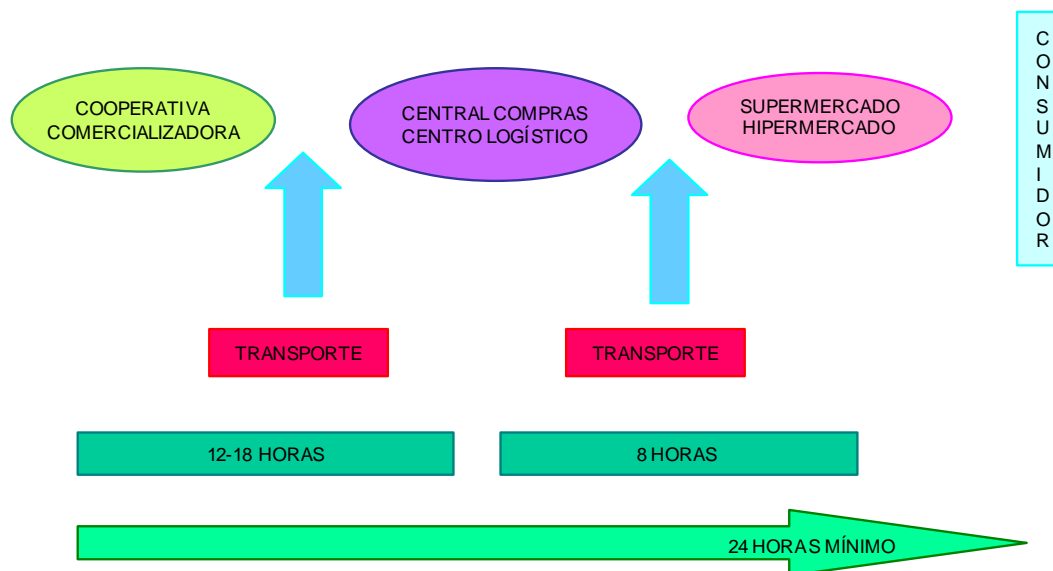 COOPERATIVA
COMERCIALIZADORA
CENTRAL COMPRAS
CENTRO LOGÍSTICO
SUPERMERCADO
HIPERMERCADO
C
O
N
S
U
M
I
D
O
R
TRANSPORTE
TRANSPORTE
12-18 HORAS
8 HORAS
24 HORAS MÍNIMO